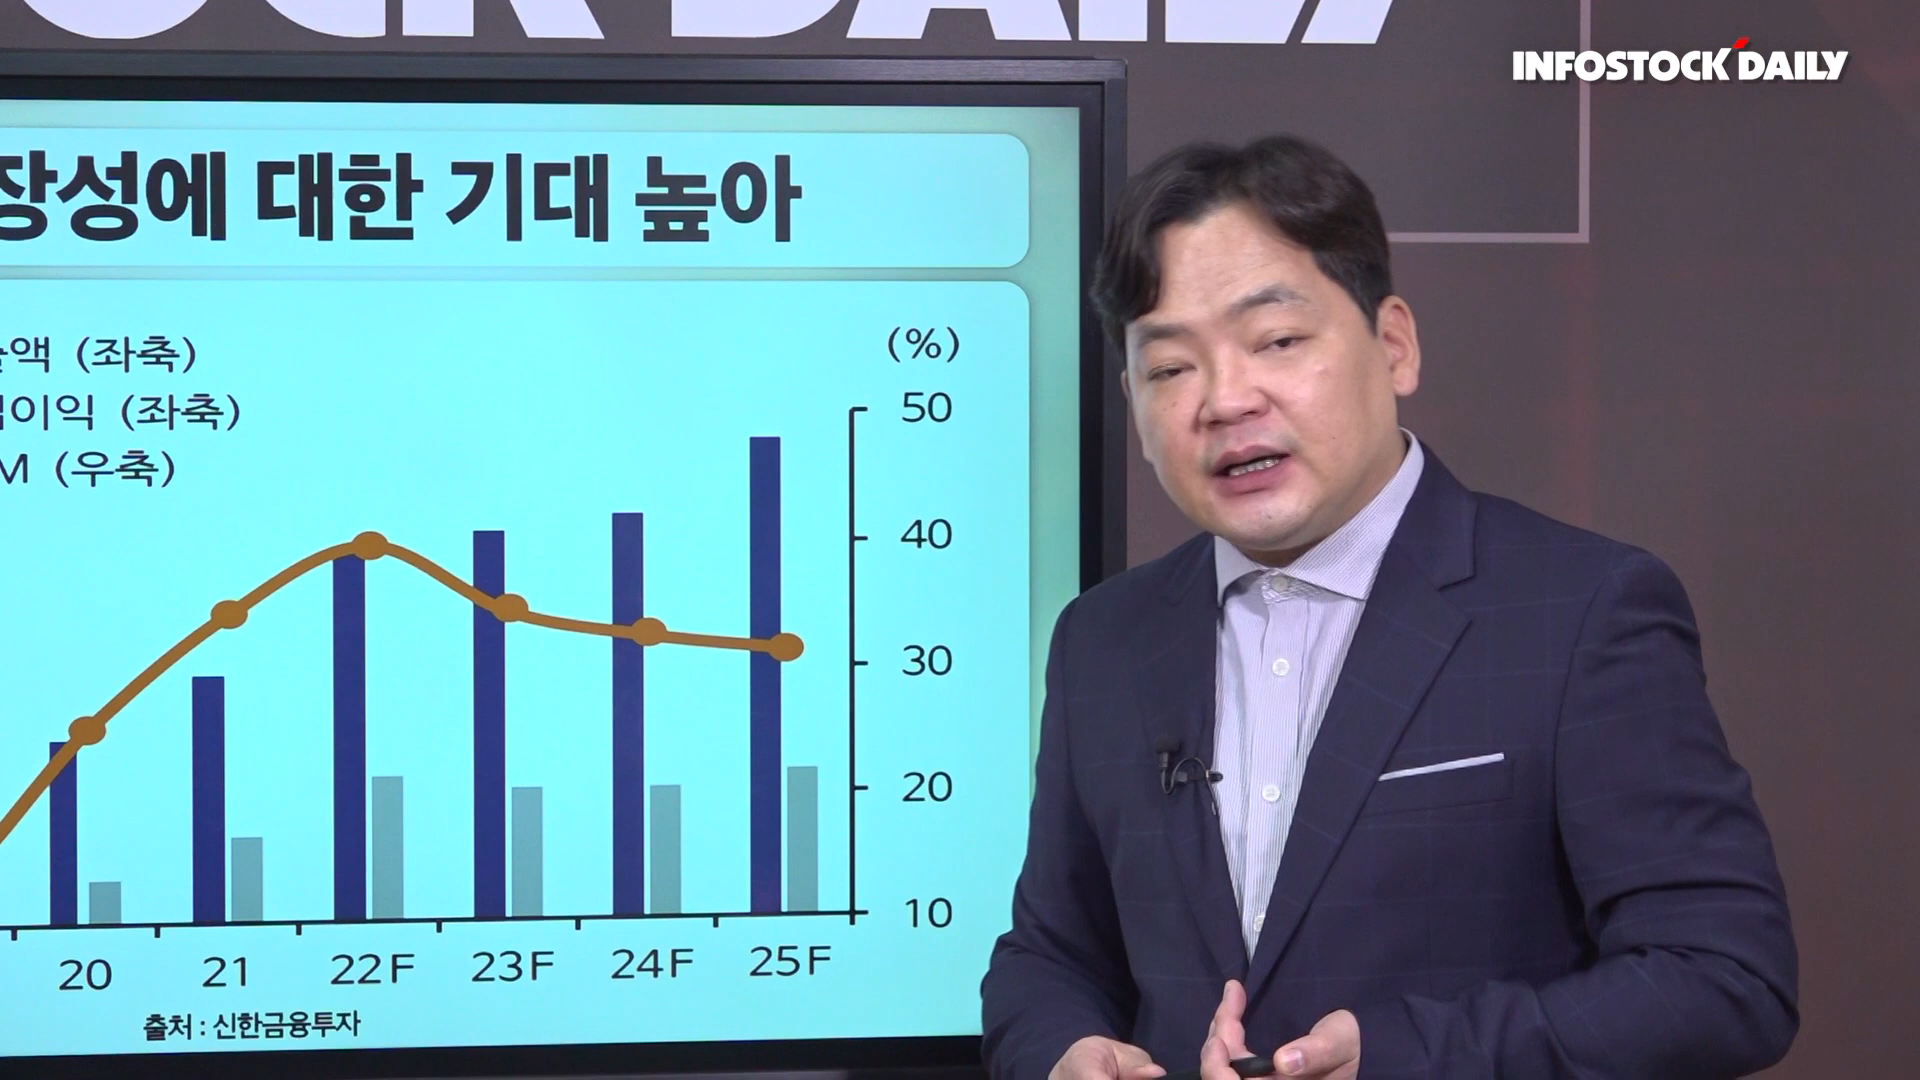 OCK DAILY
INFOSTOCK DAILY
장성에 대한 기대 높아
액 (좌축)
이익 (좌축)
M (우축)
(%)
50
40
30
20
10
20 21 22F 23F 24F 25F
출처 : 신한금융투자